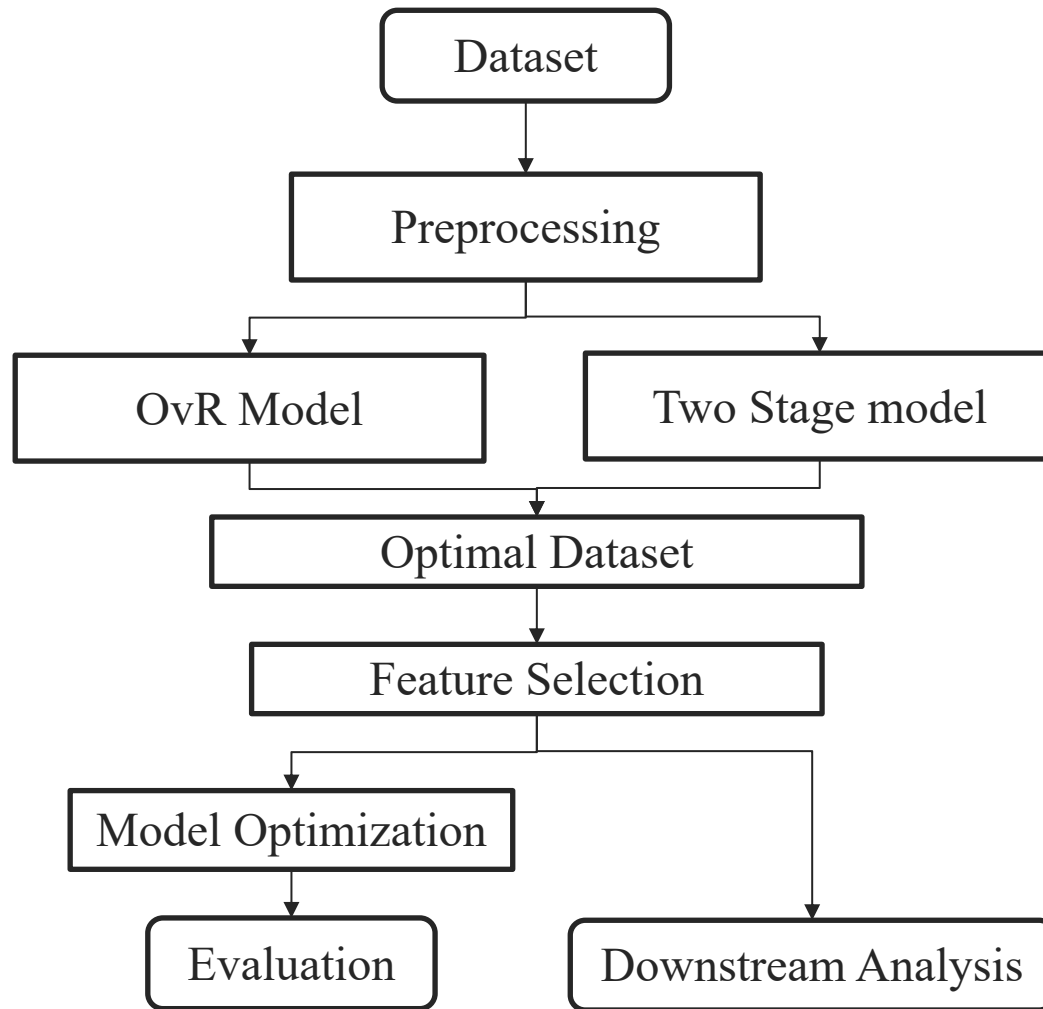 Dataset
Preprocessing
OvR Model
Two Stage model
Optimal Dataset
Feature Selection
Model Optimization
Evaluation
Downstream Analysis